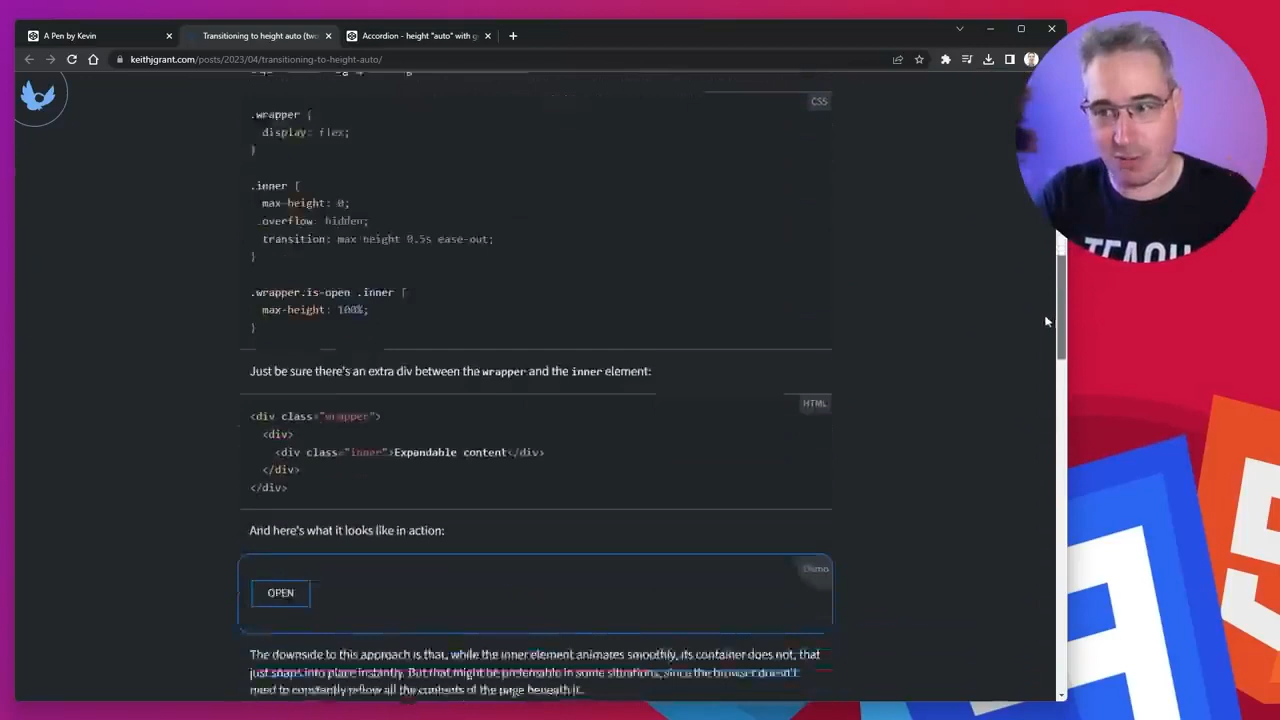 A Pen by Kevin
Transitioning to height auto (two
Accordion - height "auto" with g
keithjgrant.com/posts/2023/04/transitioning-to-height-auto/
CSS
.wrapper {
display: flex;
}
.inner {
max-height: 0;
overflow: hidden;
transition: max-height 0.5s ease-out;
}
.wrapper.is-open .inner {
max-height: 100%;
}
Just be sure there's an extra div between the wrapper and the inner element:
HTML
<div class="wrapper">
<div>
<div class="inner">Expandable content</div>
</div>
</div>
And here's what it looks like in action:
Demo
OPEN
The downside to this approach is that, while the inner element animates smoothly, its container does not, that
just snaps into place instantly. But that might be preferable in some situations, since the browser doesn't
need to constantly reflow all the contents of the page beneath it.
TEACH